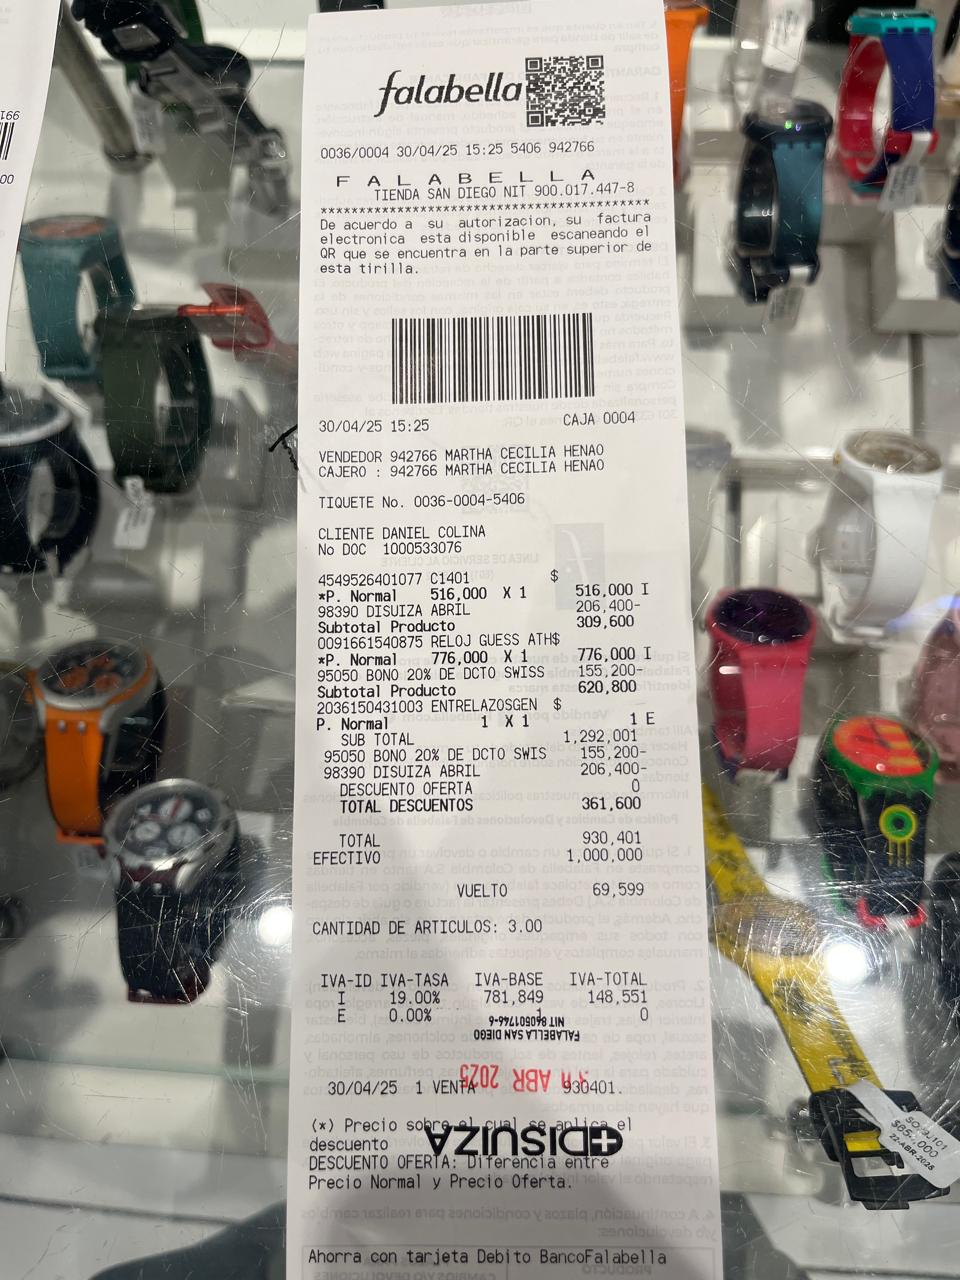 falabella
0036/0004 30/04/25 15:25 5406 942766
F A L A B E L L A
TIENDA SAN DIEGO NIT 900.017.447-8
**************************************************
De acuerdo a su autorizacion, su factura
electronica esta disponible escaneando el
QR que se encuentra en la parte superior de
esta tirilla.
30/04/25 15:25 CAJA 0004
VENDEDOR 942766 MARTHA CECILIA HENAO
CAJERO : 942766 MARTHA CECILIA HENAO
TIQUETE No. 0036-0004-5406
CLIENTE DANIEL COLINA
No DOC 1000533076
4549526401077 C1401 $
*P. Normal 516,000 X 1 516,000 I
98390 DISUIZA ABRIL 206,400-
Subtotal Producto 309,600
0091661540875 RELOJ GUESS ATH$
*P. Normal 776,000 X 1 776,000 I
95050 BONO 20% DE DCTO SWISS 155,200-
Subtotal Producto 620,800
2036150431003 ENTRELAZOSGEN $
P. Normal 1 X 1 1 E
SUB TOTAL 1,292,001
95050 BONO 20% DE DCTO SWIS 155,200-
98390 DISUIZA ABRIL 206,400-
DESCUENTO OFERTA 0
TOTAL DESCUENTOS 361,600
TOTAL 930,401
EFECTIVO 1,000,000
VUELTO 69,599
CANTIDAD DE ARTICULOS: 3.00
IVA-ID IVA-TASA IVA-BASE IVA-TOTAL
I 19.00% 781,849 148,551
E 0.00% 1 0
FALABELLA SAN DIEGO
NIT 860501746-6
ABR 2025
30/04/25 1 VENTA 930401.
(*) Precio sobre el cual se aplica el
descuento
DISUIZA
DESCUENTO OFERTA: Diferencia entre
Precio Normal y Precio Oferta.
Ahorra con tarjeta Debito BancoFalabella
22-ABR-2025
991
00